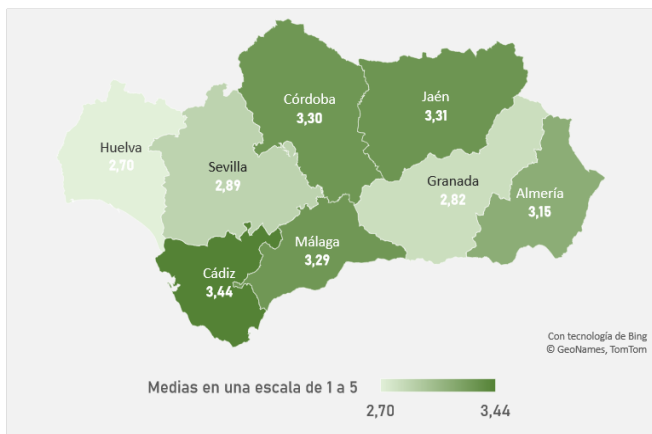 Córdoba
3,30
Jaén
3,31
Huelva
2,70
Sevilla
2,89
Granada
2,82
Almería
3,15
Málaga
3,29
Cádiz
3,44
Con tecnología de Bing
© GeoNames, TomTom
Medias en una escala de 1 a 5
2,70
3,44